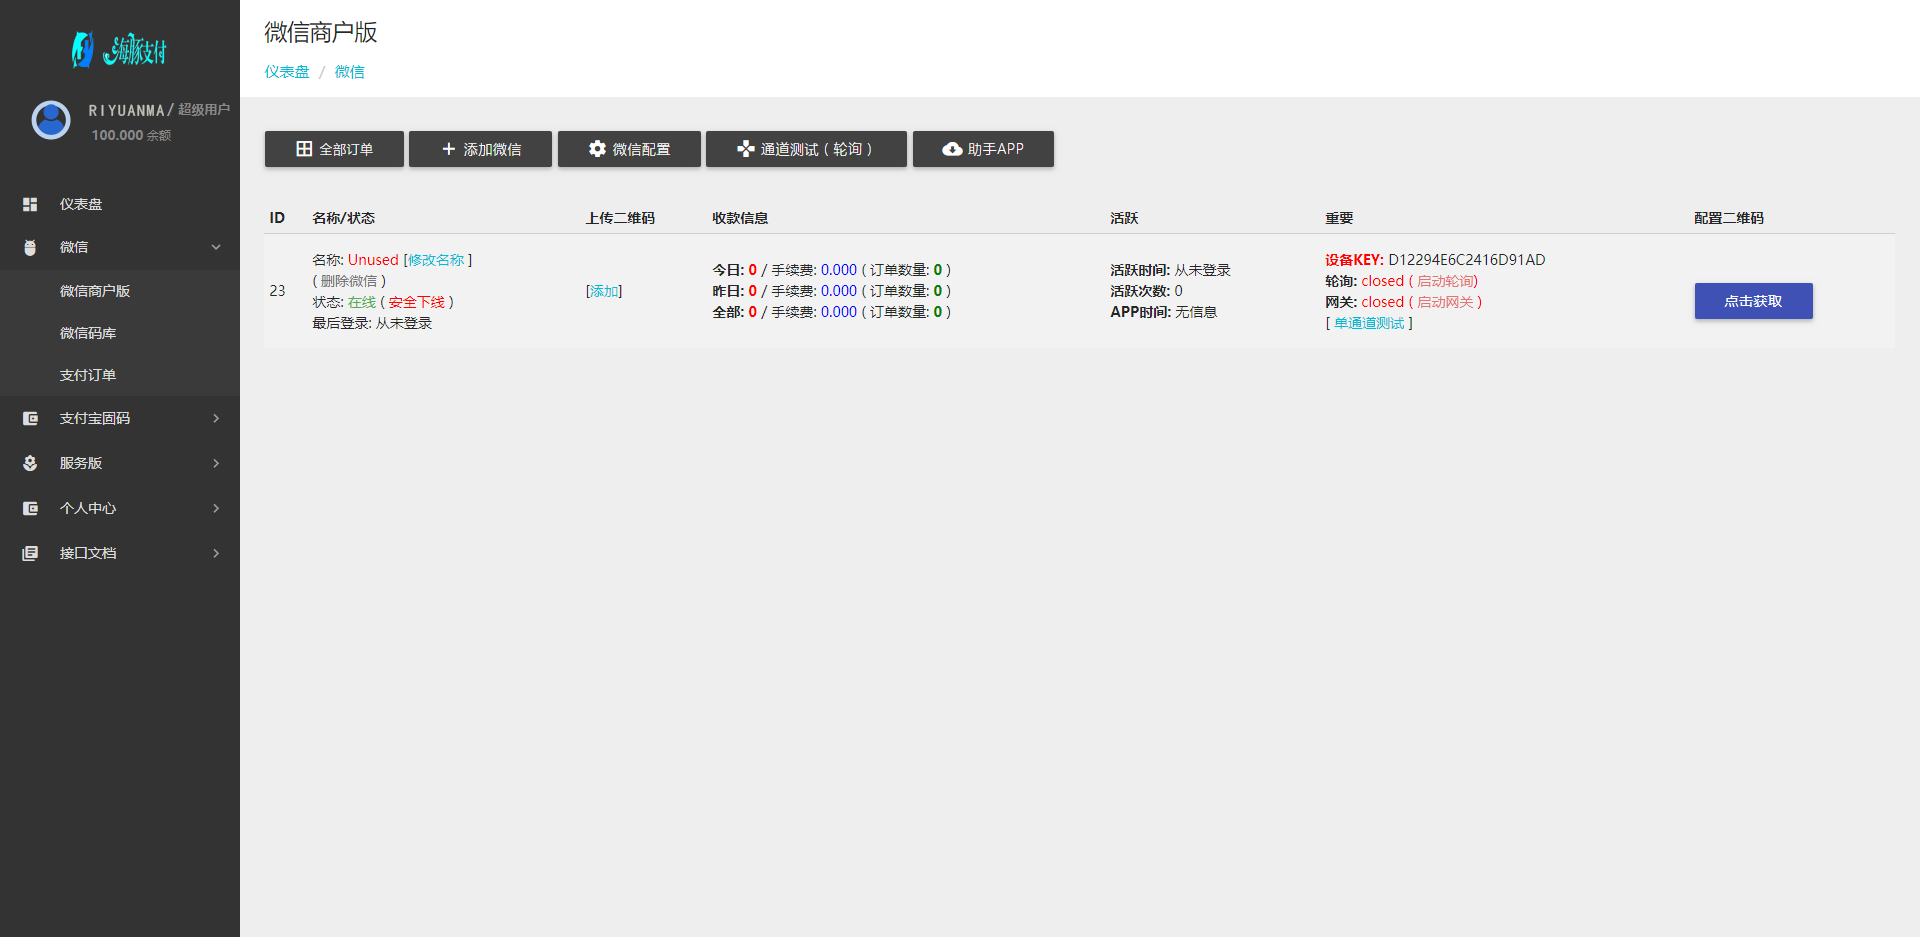 海豚支付
RIYUANMA/ 超级用户
100.000 余额
仪表盘
微信
微信商户版
微信码库
支付订单
支付宝固码
服务版
个人中心
接口文档
微信商户版
仪表盘 / 微信
全部订单
添加微信
微信配置
通道测试 ( 轮询 )
助手APP
ID 名称/状态 上传二维码 收款信息 活跃 重要 配置二维码
23
名称: Unused [修改名称 ]
( 删除微信 )
状态: 在线 ( 安全下线 )
最后登录: 从未登录
[添加]
今日: 0 / 手续费: 0.000 ( 订单数量: 0 )
昨日: 0 / 手续费: 0.000 ( 订单数量: 0 )
全部: 0 / 手续费: 0.000 ( 订单数量: 0 )
活跃时间: 从未登录
活跃次数: 0
APP时间: 无信息
设备KEY: D12294E6C2416D91AD
轮询: closed ( 启动轮询)
网关: closed ( 启动网关 )
[ 单通道测试 ]
点击获取